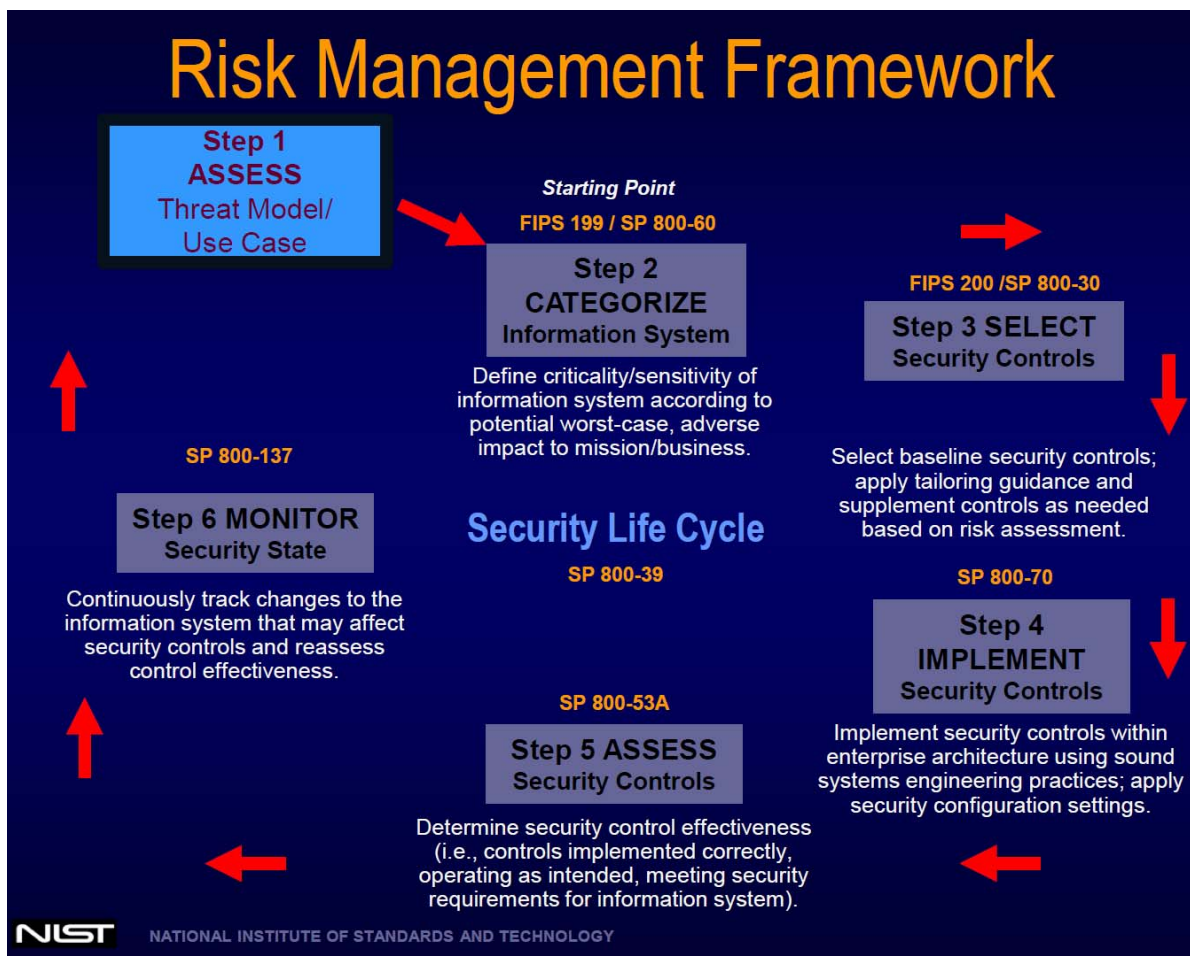 Risk Management Framework
Step 1
ASSESS
Threat Model/
Use Case
Starting Point
FIPS 199 / SP 800-60
Step 2
CATEGORIZE
Information System
Define criticality/sensitivity of
information system according to
potential worst-case, adverse
impact to mission/business.
FIPS 200 /SP 800-30
Step 3 SELECT
Security Controls
Select baseline security controls;
apply tailoring guidance and
supplement controls as needed
based on risk assessment.
SP 800-70
Step 4
IMPLEMENT
Security Controls
Implement security controls within
enterprise architecture using sound
systems engineering practices; apply
security configuration settings.
SP 800-53A
Step 5 ASSESS
Security Controls
Determine security control effectiveness
(i.e., controls implemented correctly,
operating as intended, meeting security
requirements for information system).
SP 800-137
Step 6 MONITOR
Security State
Continuously track changes to the
information system that may affect
security controls and reassess
control effectiveness.
Security Life Cycle
SP 800-39
NIST
NATIONAL INSTITUTE OF STANDARDS AND TECHNOLOGY